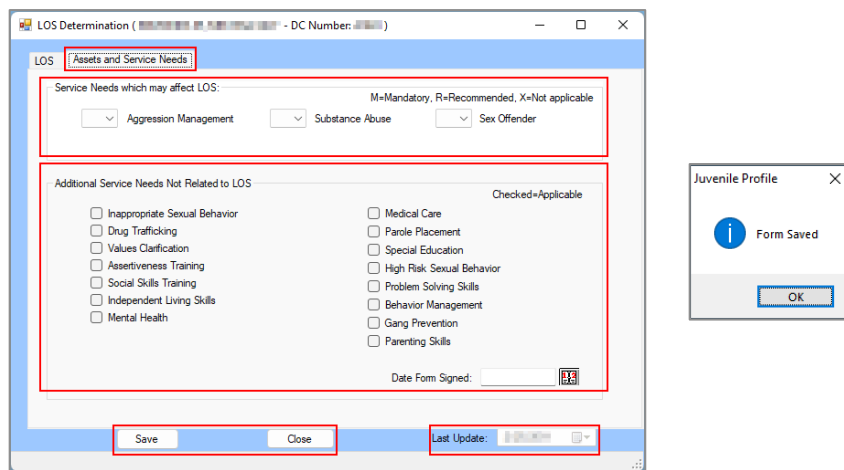 LOS Determination ( - DC Number: )
LOS
Assets and Service Needs
Service Needs which may affect LOS:
M=Mandatory, R=Recommended, X=Not applicable
Aggression Management
Substance Abuse
Sex Offender
Additional Service Needs Not Related to LOS
Checked=Applicable
Inappropriate Sexual Behavior
Drug Trafficking
Values Clarification
Assertiveness Training
Social Skills Training
Independent Living Skills
Mental Health
Medical Care
Parole Placement
Special Education
High Risk Sexual Behavior
Problem Solving Skills
Behavior Management
Gang Prevention
Parenting Skills
Date Form Signed:
Save
Close
Last Update:
Juvenile Profile
Form Saved
OK